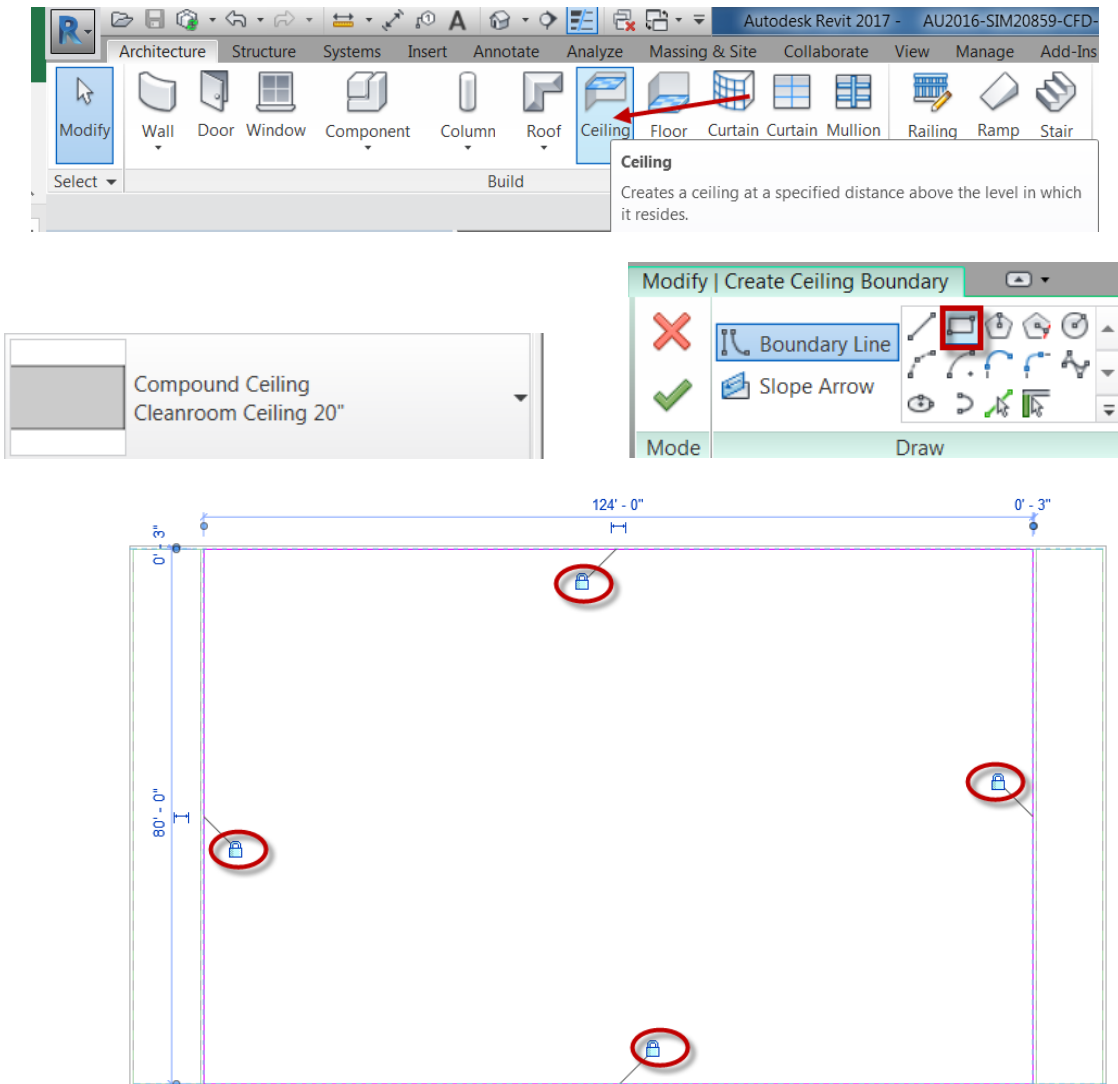 R
A
Autodesk Revit 2017 - AU2016-SIM20859-CFD-
Architecture Structure Systems Insert Annotate Analyze Massing & Site Collaborate View Manage Add-Ins
Modify Wall Door Window Component Column Roof Ceiling Floor Curtain Curtain Mullion Railing Ramp Stair
Select Build
Ceiling
Creates a ceiling at a specified distance above the level in which
it resides.
Modify | Create Ceiling Boundary
Boundary Line
Slope Arrow
Mode Draw
Compound Ceiling
Cleanroom Ceiling 20"
124' - 0" 0' - 3"
0' - 3"
80' - 0"